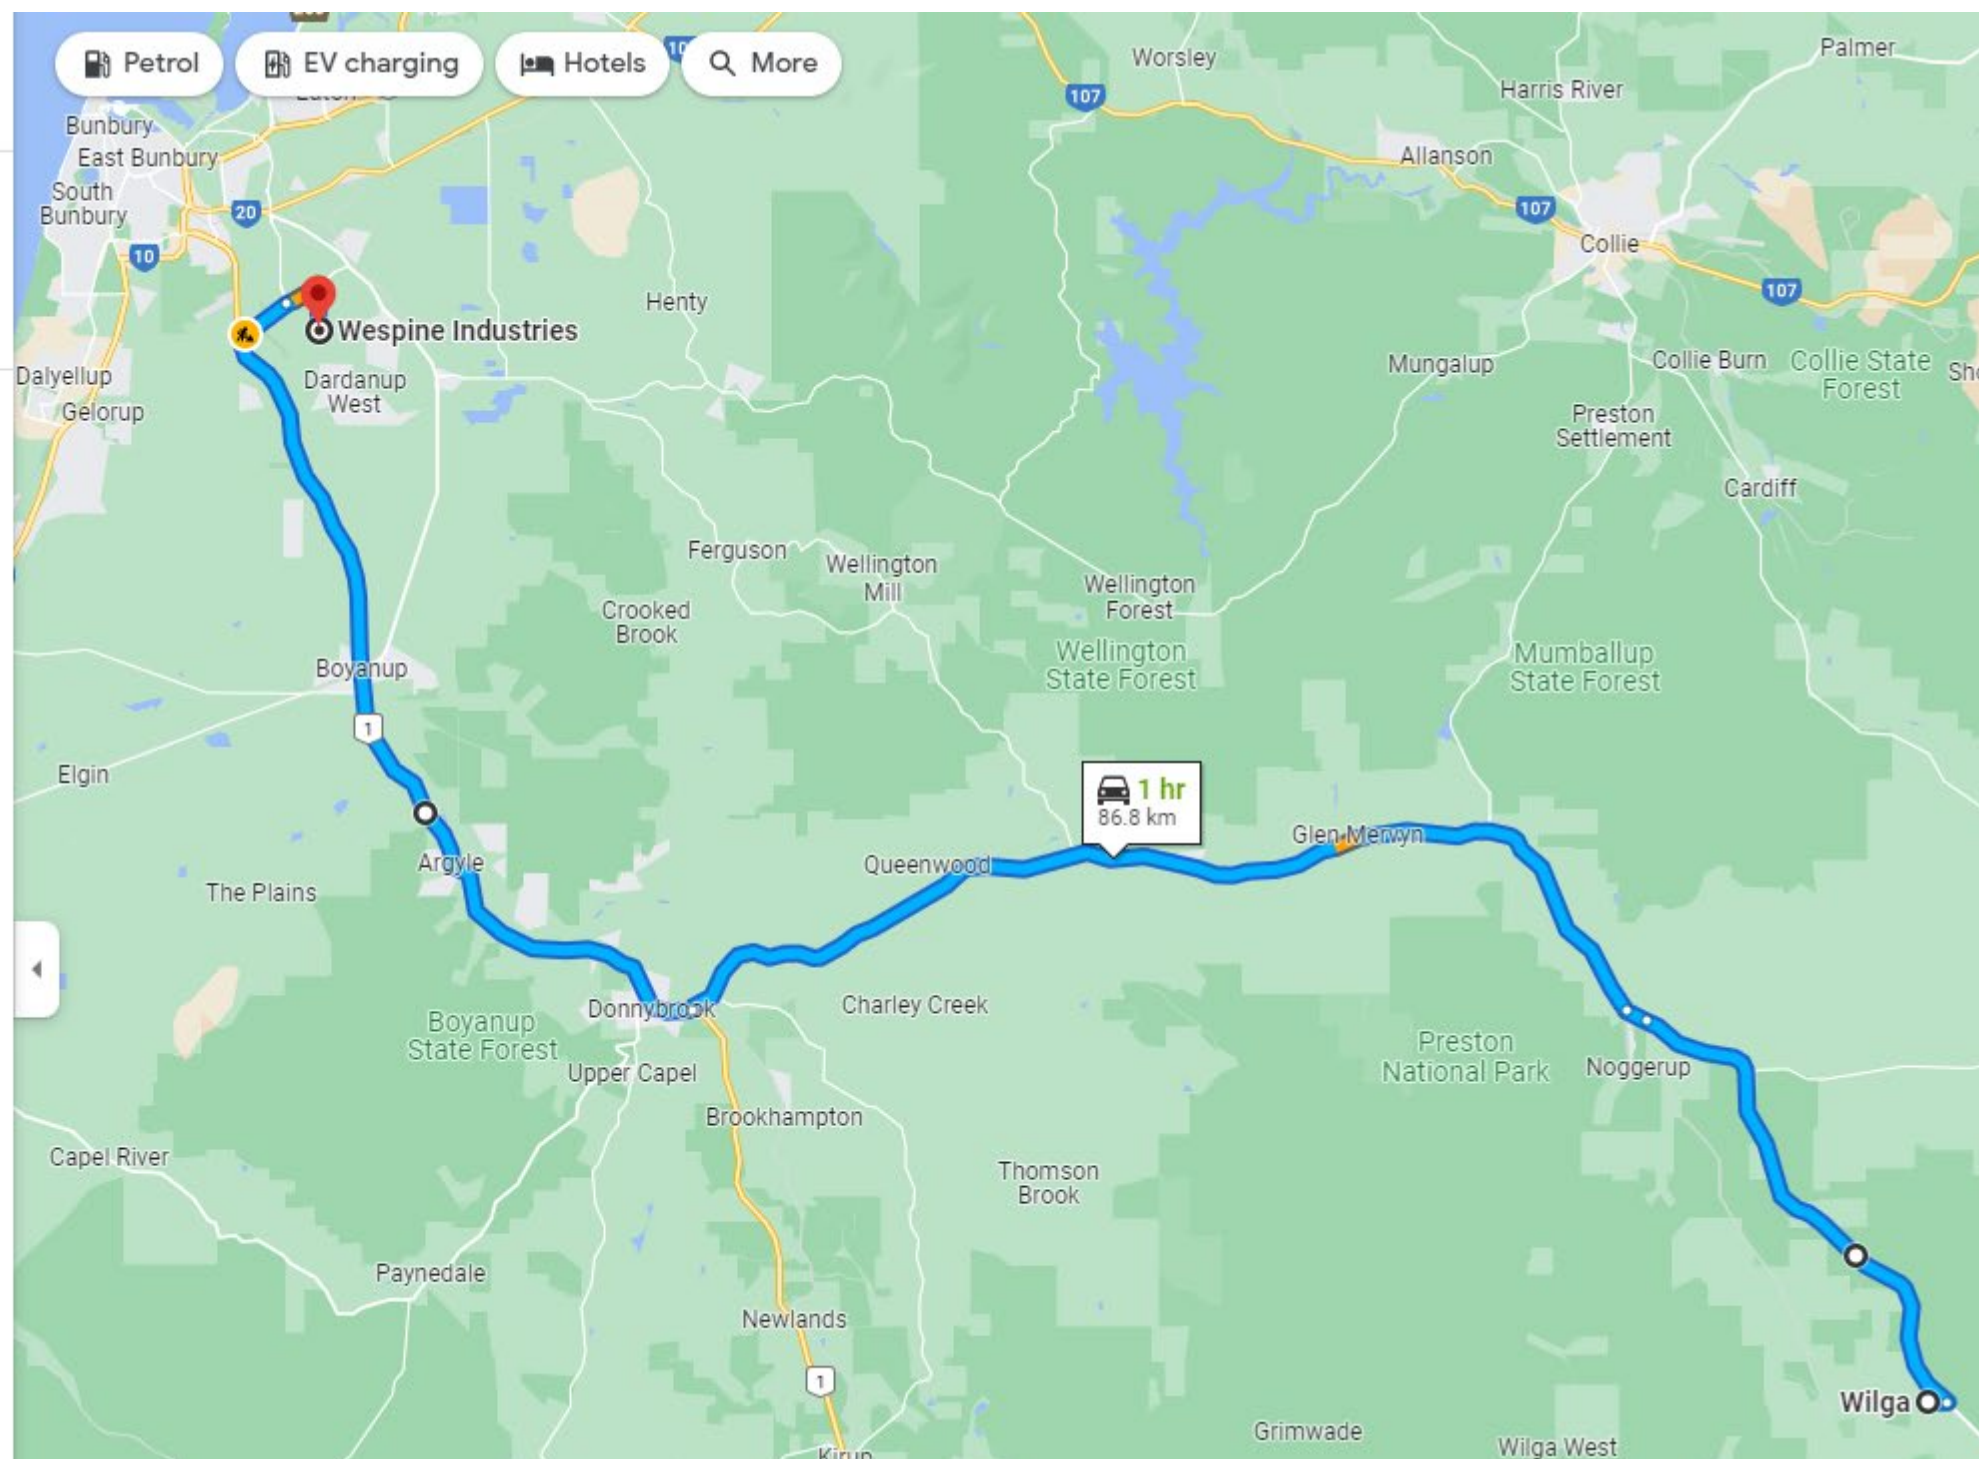 Petrol
EV charging
Hotels
More
Worsley
Palmer
Harris River
107
Bunbury
East Bunbury
Allanson
South
Bunbury
20
107
10
Collie
107
Henty
Wespine Industries
Dalyellup
Dardanup
West
Gelorup
Mungalup
Collie Burn
Collie State
Forest
Preston
Settlement
Cardiff
Ferguson
Wellington
Mill
Wellington
Forest
Crooked
Brook
Boyanup
Wellington
State Forest
Mumballup
State Forest
1
Elgin
1 hr
86.8 km
Glen Mervyn
Argyle
Queenwood
The Plains
Donnybrook
Charley Creek
Boyanup
State Forest
Preston
National Park
Upper Capel
Noggerup
Brookhampton
Capel River
Thomson
Brook
Paynedale
Newlands
1
Wilga
Grimwade
Wilga West
Kirup